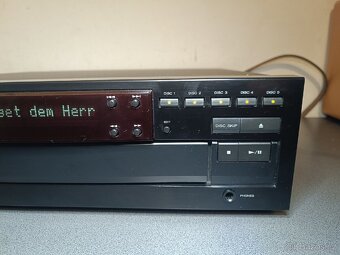 set dem Herr
DISC 1 DISC 2 DISC 3 DISC 4 DISC 5
DISC SKIP
PHONES